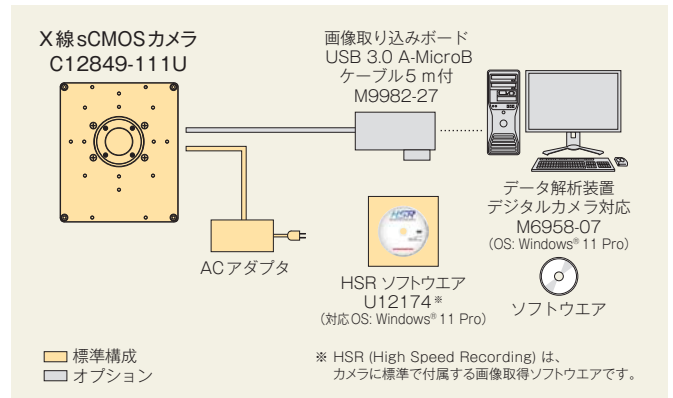 X線sCMOSカメラ
C12849-111U
画像取り込みボード
USB 3.0 A-MicroB
ケーブル5 m付
M9982-27
ACアダプタ
HSR
HSR ソフトウエア
U12174※
(対応OS: Windows® 11 Pro)
データ解析装置
デジタルカメラ対応
M6958-07
(OS: Windows® 11 Pro)
ソフトウエア
標準構成
オプション
※ HSR (High Speed Recording) は、
カメラに標準で付属する画像取得ソフトウエアです。